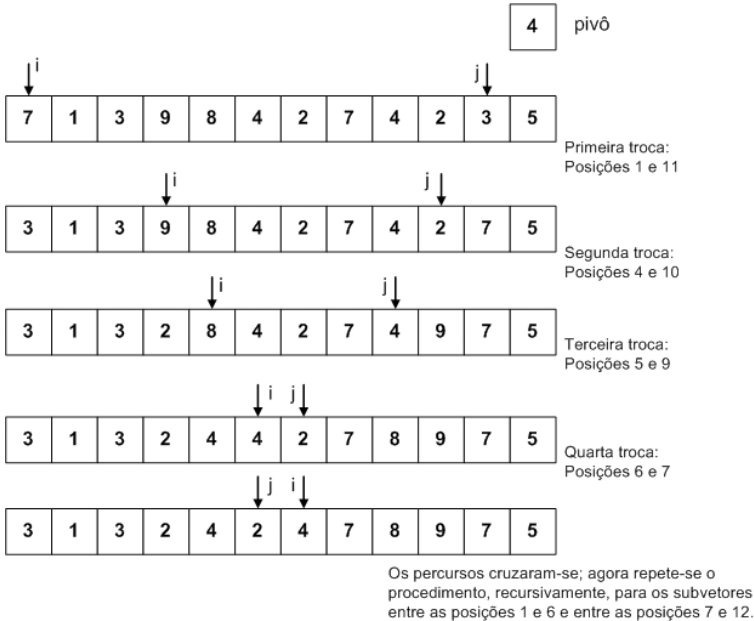 4 pivô
i j
7 1 3 9 8 4 2 7 4 2 3 5
Primeira troca:
Posições 1 e 11
i j
3 1 3 9 8 4 2 7 4 2 7 5
Segunda troca:
Posições 4 e 10
i j
3 1 3 2 8 4 2 7 4 9 7 5
Terceira troca:
Posições 5 e 9
i j
3 1 3 2 4 4 2 7 8 9 7 5
Quarta troca:
Posições 6 e 7
j i
3 1 3 2 4 2 4 7 8 9 7 5
Os percursos cruzaram-se; agora repete-se o
procedimento, recursivamente, para os subvetores
entre as posições 1 e 6 e entre as posições 7 e 12.